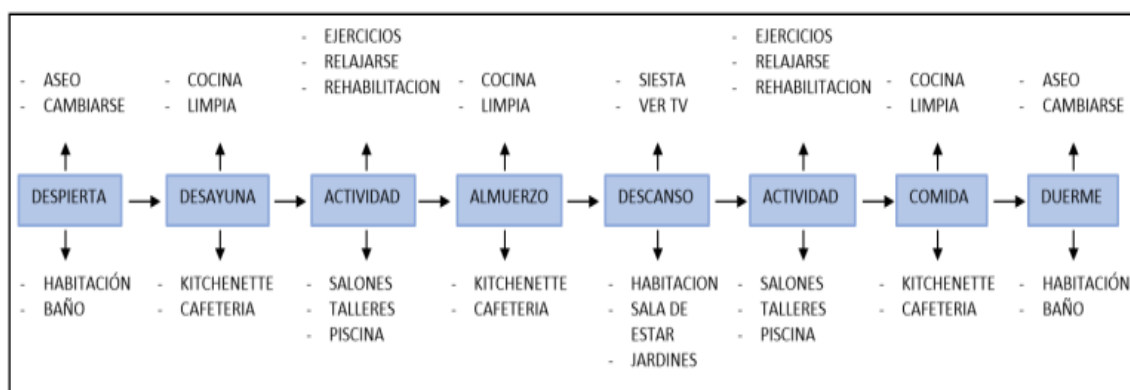 - ASEO
- CAMBIARSE
- COCINA
- LIMPIA
- EJERCICIOS
- RELAJARSE
- REHABILITACION
- COCINA
- LIMPIA
- SIESTA
- VER TV
- EJERCICIOS
- RELAJARSE
- REHABILITACION
- COCINA
- LIMPIA
- ASEO
- CAMBIARSE
DESPIERTA
DESAYUNA
ACTIVIDAD
ALMUERZO
DESCANSO
ACTIVIDAD
COMIDA
DUERME
- HABITACIÓN
- BAÑO
- KITCHENETTE
- CAFETERIA
- SALONES
- TALLERES
- PISCINA
- KITCHENETTE
- CAFETERIA
- HABITACION
- SALA DE
ESTAR
- JARDINES
- SALONES
- TALLERES
- PISCINA
- KITCHENETTE
- CAFETERIA
- HABITACIÓN
- BAÑO